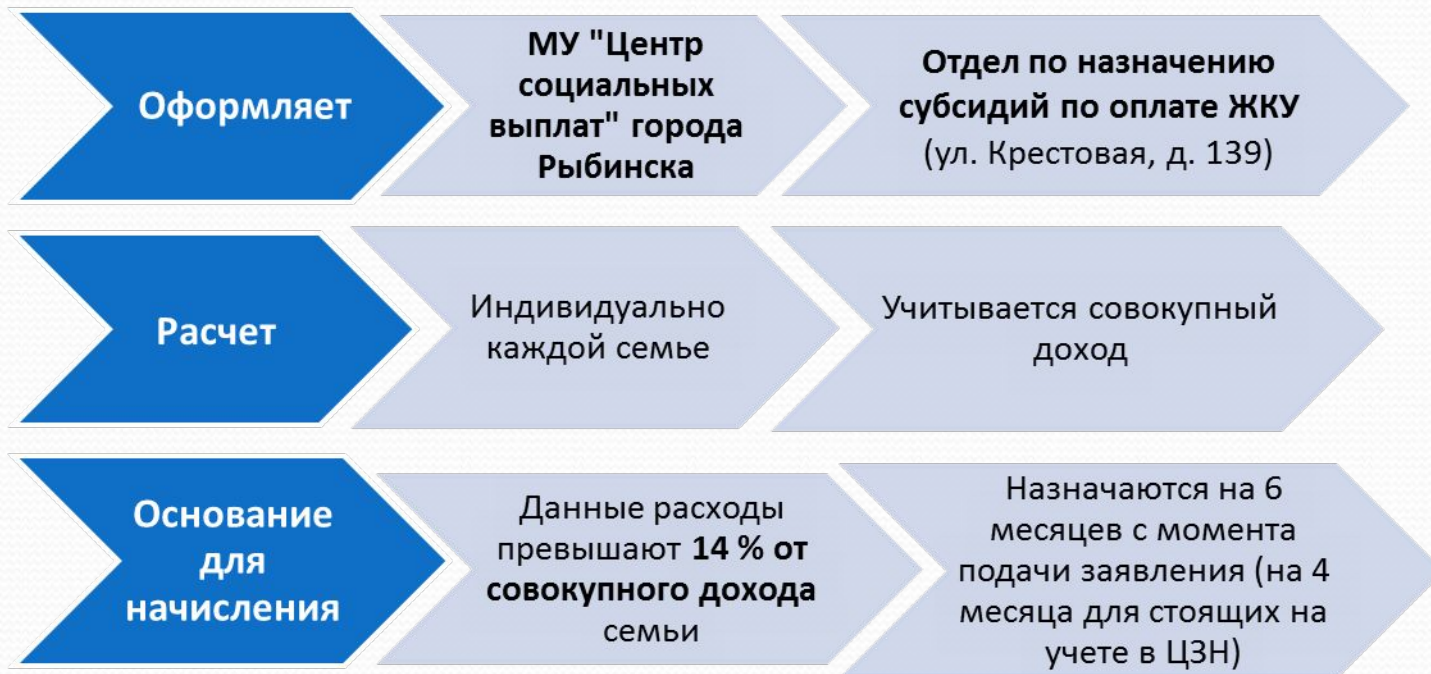 Оформляет
МУ "Центр
социальных
выплат" города
Рыбинска
Отдел по назначению
субсидий по оплате ЖКУ
(ул. Крестовая, д. 139)
Расчет
Индивидуально
каждой семье
Учитывается совокупный
доход
Основание
для
начисления
Данные расходы
превышают 14 % от
совокупного дохода
семьи
Назначаются на 6
месяцев с момента
подачи заявления (на 4
месяца для стоящих на
учете в ЦЗН)